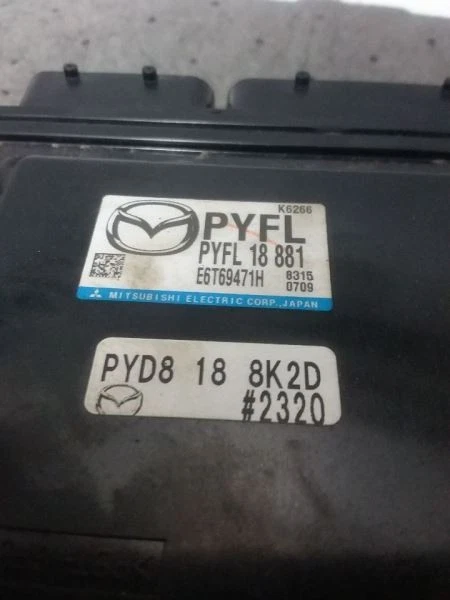 K6266
PYFL
PYFL 18 881
E6T69471H 8315
0709
MITSUBISHI ELECTRIC CORP., JAPAN
PYD8 18 8K2D
#2320